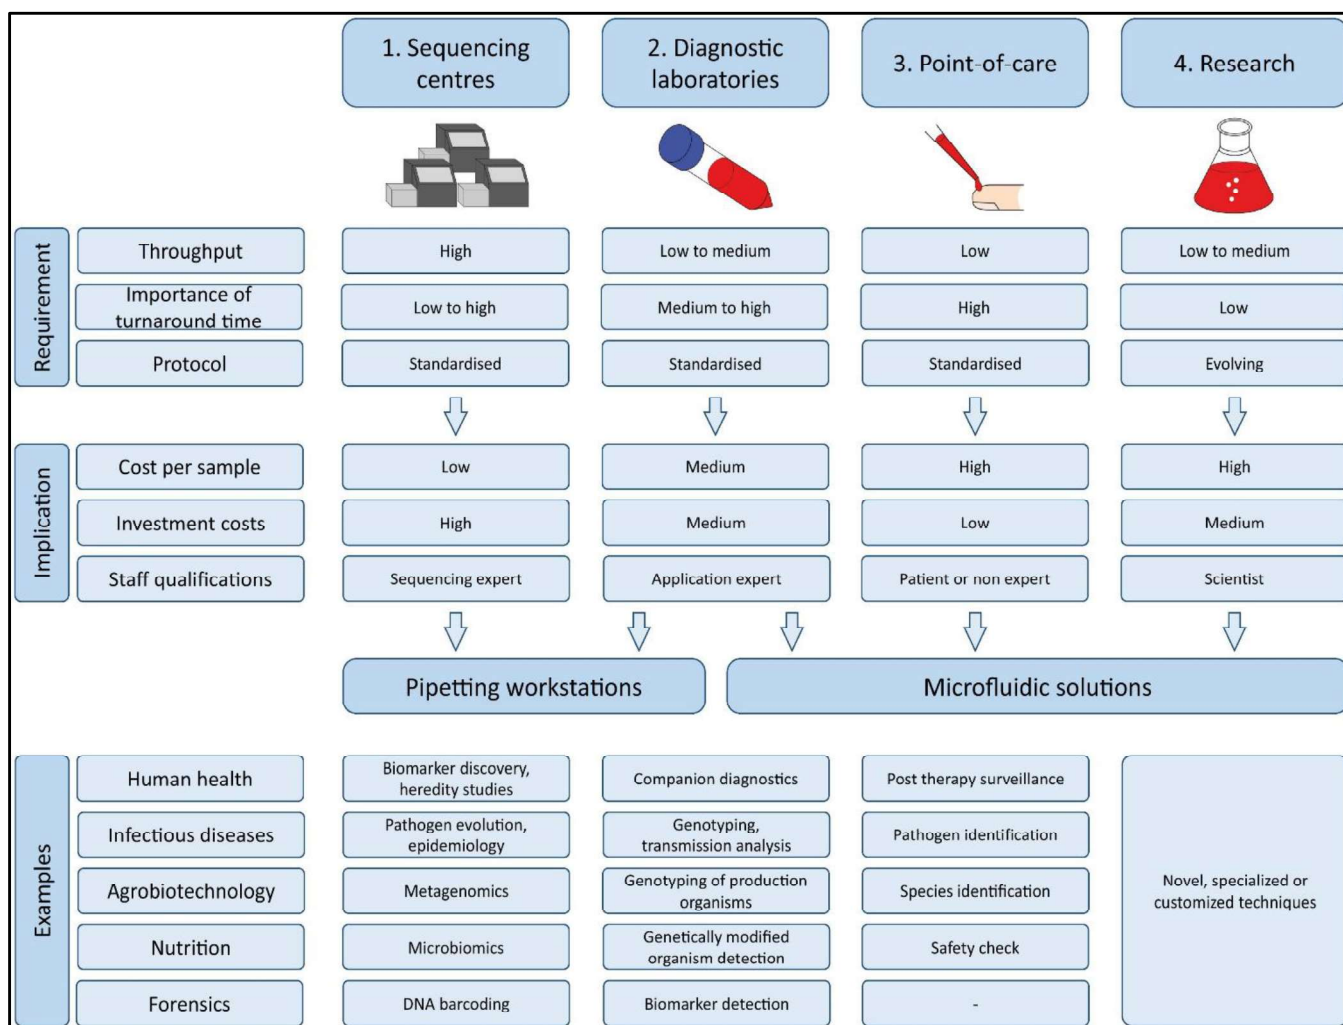 1. Sequencing
centres
2. Diagnostic
laboratories
3. Point-of-care
4. Research
Requirement
Throughput
High
Low to medium
Low
Low to medium
Importance of
turnaround time
Low to high
Medium to high
High
Low
Protocol
Standardised
Standardised
Standardised
Evolving
Implication
Cost per sample
Low
Medium
High
High
Investment costs
High
Medium
Low
Medium
Staff qualifications
Sequencing expert
Application expert
Patient or non expert
Scientist
Pipetting workstations
Microfluidic solutions
Examples
Human health
Biomarker discovery,
heredity studies
Companion diagnostics
Post therapy surveillance
Infectious diseases
Pathogen evolution,
epidemiology
Genotyping,
transmission analysis
Pathogen identification
Agrobiotechnology
Metagenomics
Genotyping of production
organisms
Species identification
Novel, specialized or
customized techniques
Nutrition
Microbiomics
Genetically modified
organism detection
Safety check
Forensics
DNA barcoding
Biomarker detection
-